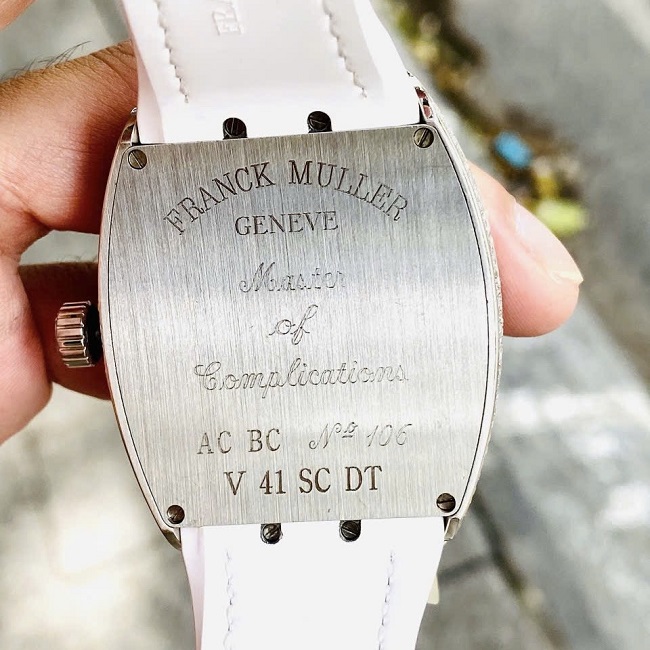 FRANCK MULLER
GENEVE
Master
of
Complications
AC BC Nº 106
V 41 SC DT